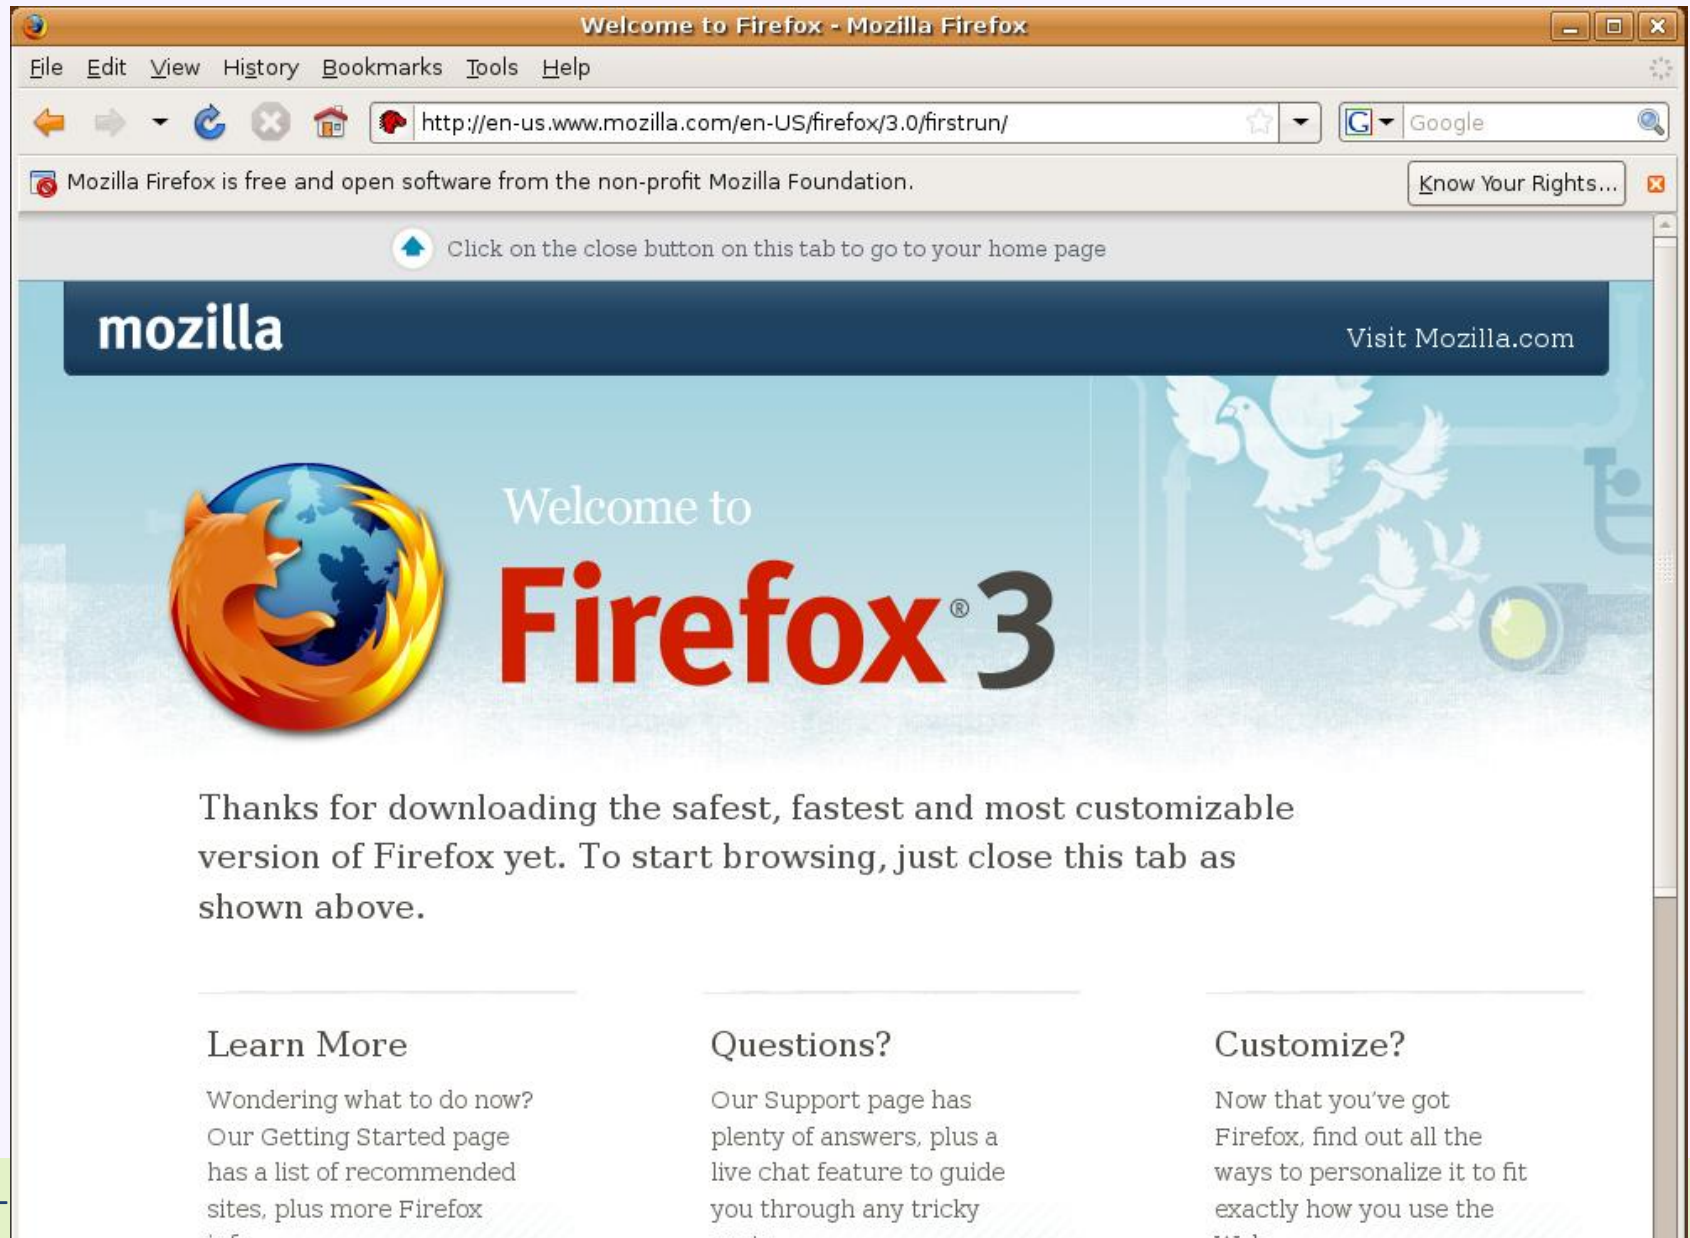 Welcome to Firefox - Mozilla Firefox
File Edit View History Bookmarks Tools Help
http://en-us.www.mozilla.com/en-US/firefox/3.0/firstrun/
G Google
Mozilla Firefox is free and open software from the non-profit Mozilla Foundation. Know Your Rights...
Click on the close button on this tab to go to your home page
mozilla Visit Mozilla.com
Welcome to
Firefox® 3
Thanks for downloading the safest, fastest and most customizable
version of Firefox yet. To start browsing, just close this tab as
shown above.
Learn More
Wondering what to do now?
Our Getting Started page
has a list of recommended
sites, plus more Firefox
Questions?
Our Support page has
plenty of answers, plus a
live chat feature to guide
you through any tricky
Customize?
Now that you've got
Firefox, find out all the
ways to personalize it to fit
exactly how you use the